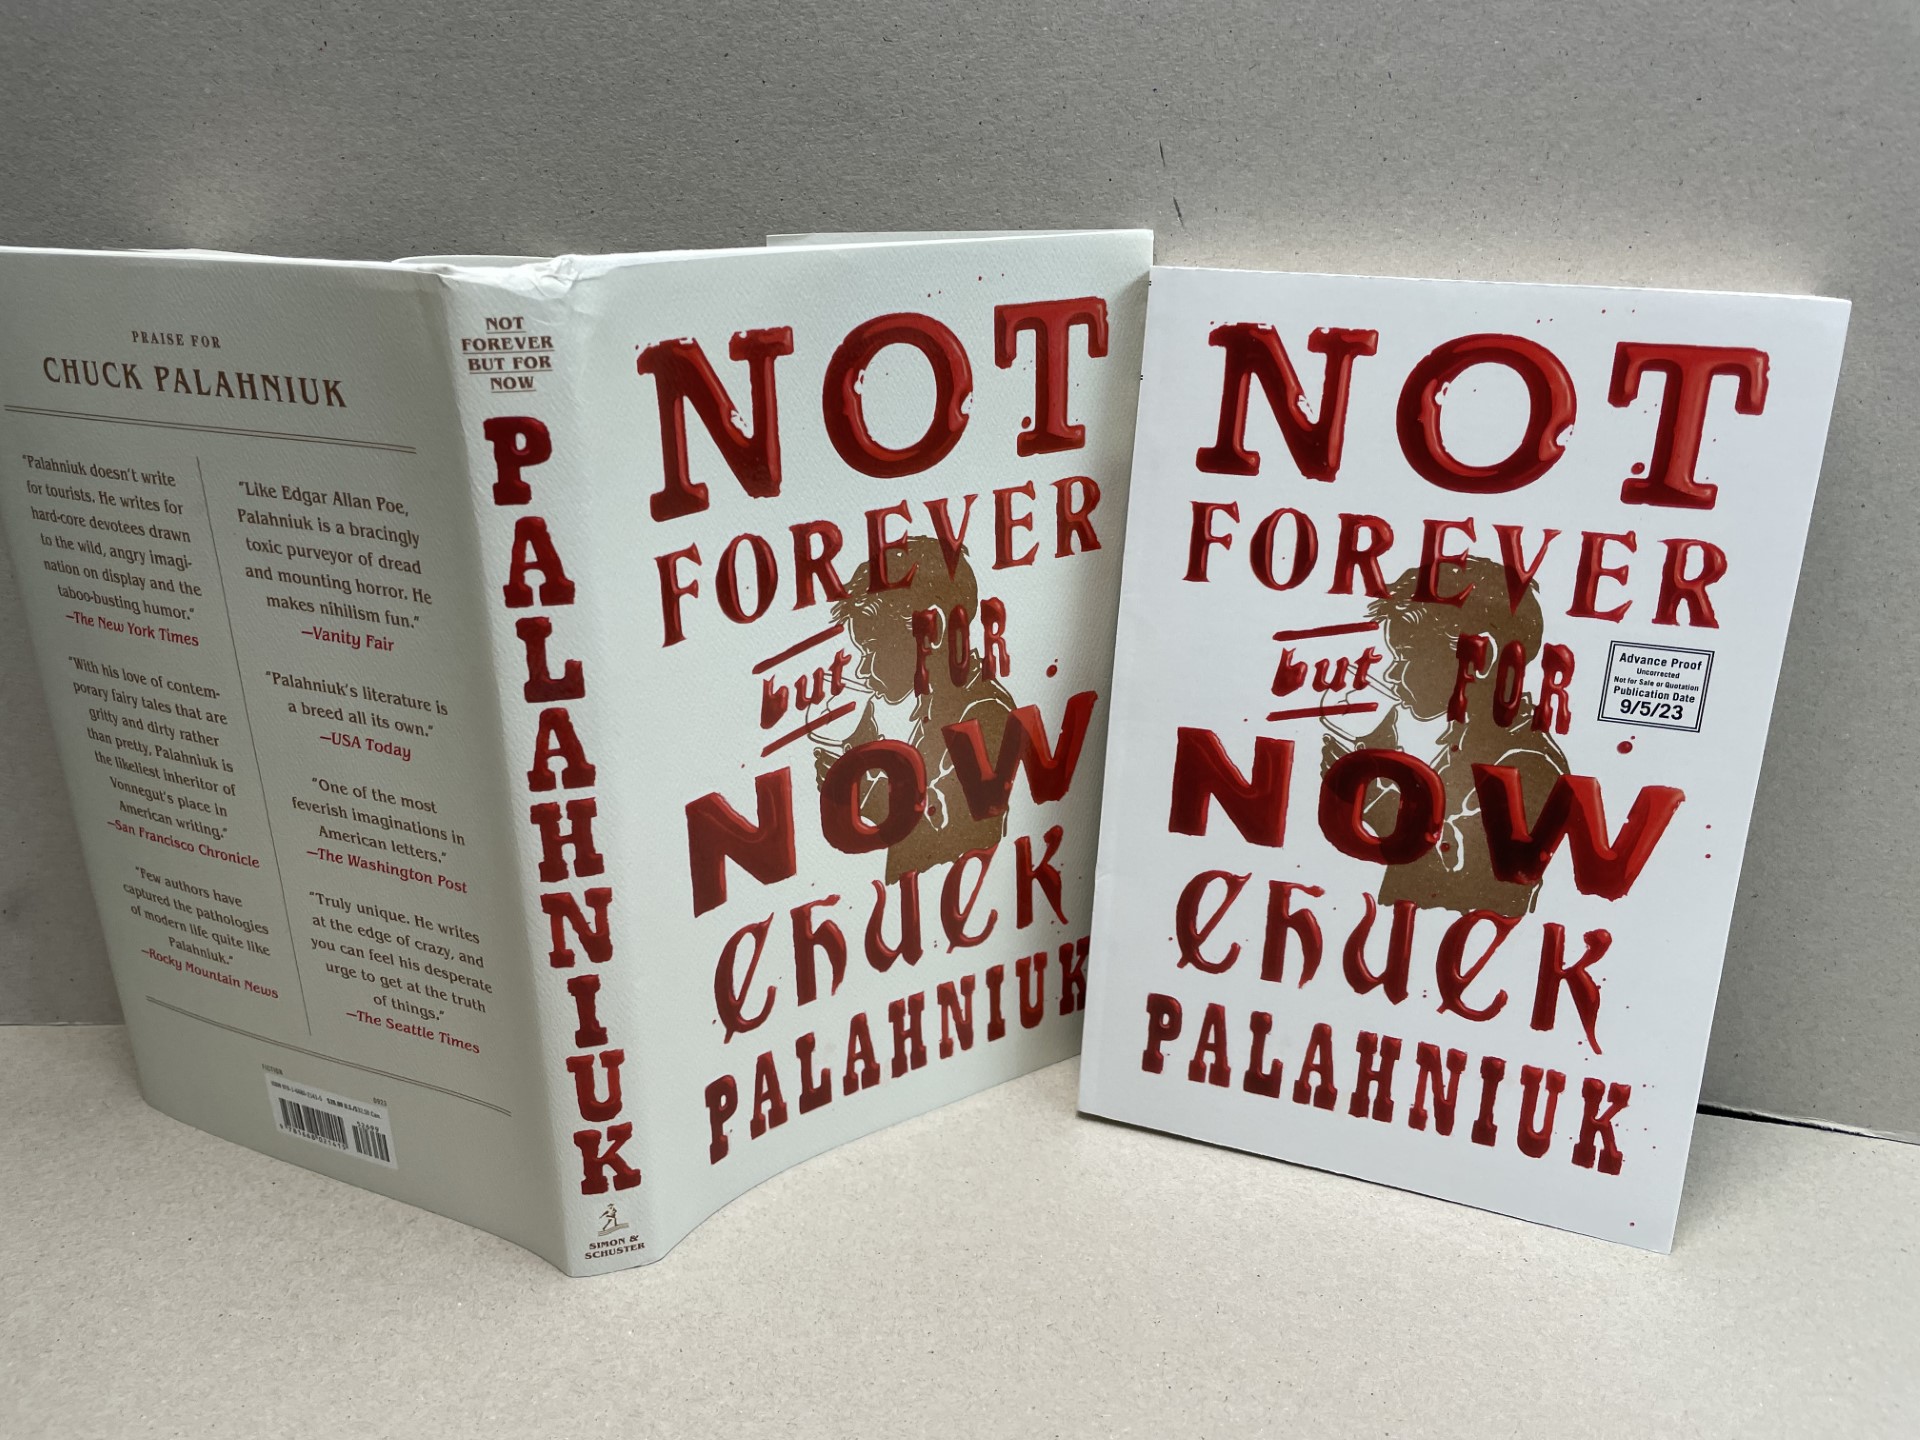 PRAISE FOR
CHUCK PALAHNIUK
"Palahniuk doesn't write
for tourists. He writes for
hard-core devotees drawn
to the wild, angry imagi-
nation on display and the
taboo-busting humor."
—The New York Times
"With his love of contem-
porary fairy tales that are
gritty and dirty rather
than pretty, Palahniuk is
the likeliest inheritor of
Vonnegut's place in
American writing."
—San Francisco Chronicle
"Few authors have
captured the pathologies
of modern life quite like
Palahniuk."
—Rocky Mountain News
"Like Edgar Allan Poe,
Palahniuk is a bracingly
toxic purveyor of dread
and mounting horror. He
makes nihilism fun."
—Vanity Fair
"Palahniuk's literature is
a breed all its own."
—USA Today
"One of the most
feverish imaginations in
American letters."
—The Washington Post
"Truly unique. He writes
at the edge of crazy, and
you can feel his desperate
urge to get at the truth
of things."
—The Seattle Times
FICTION
0923
NOT
FOREVER
BUT FOR
NOW
PALAHNIUK
SIMON &
SCHUSTER
NOT
FOREVER
but FOR
NOW
CHUCK
PALAHNIUK
NOT
FOREVER
but FOR
NOW
CHUCK
PALAHNIUK
Advance Proof
Uncorrected
Not for Sale or Quotation
Publication Date
9/5/23